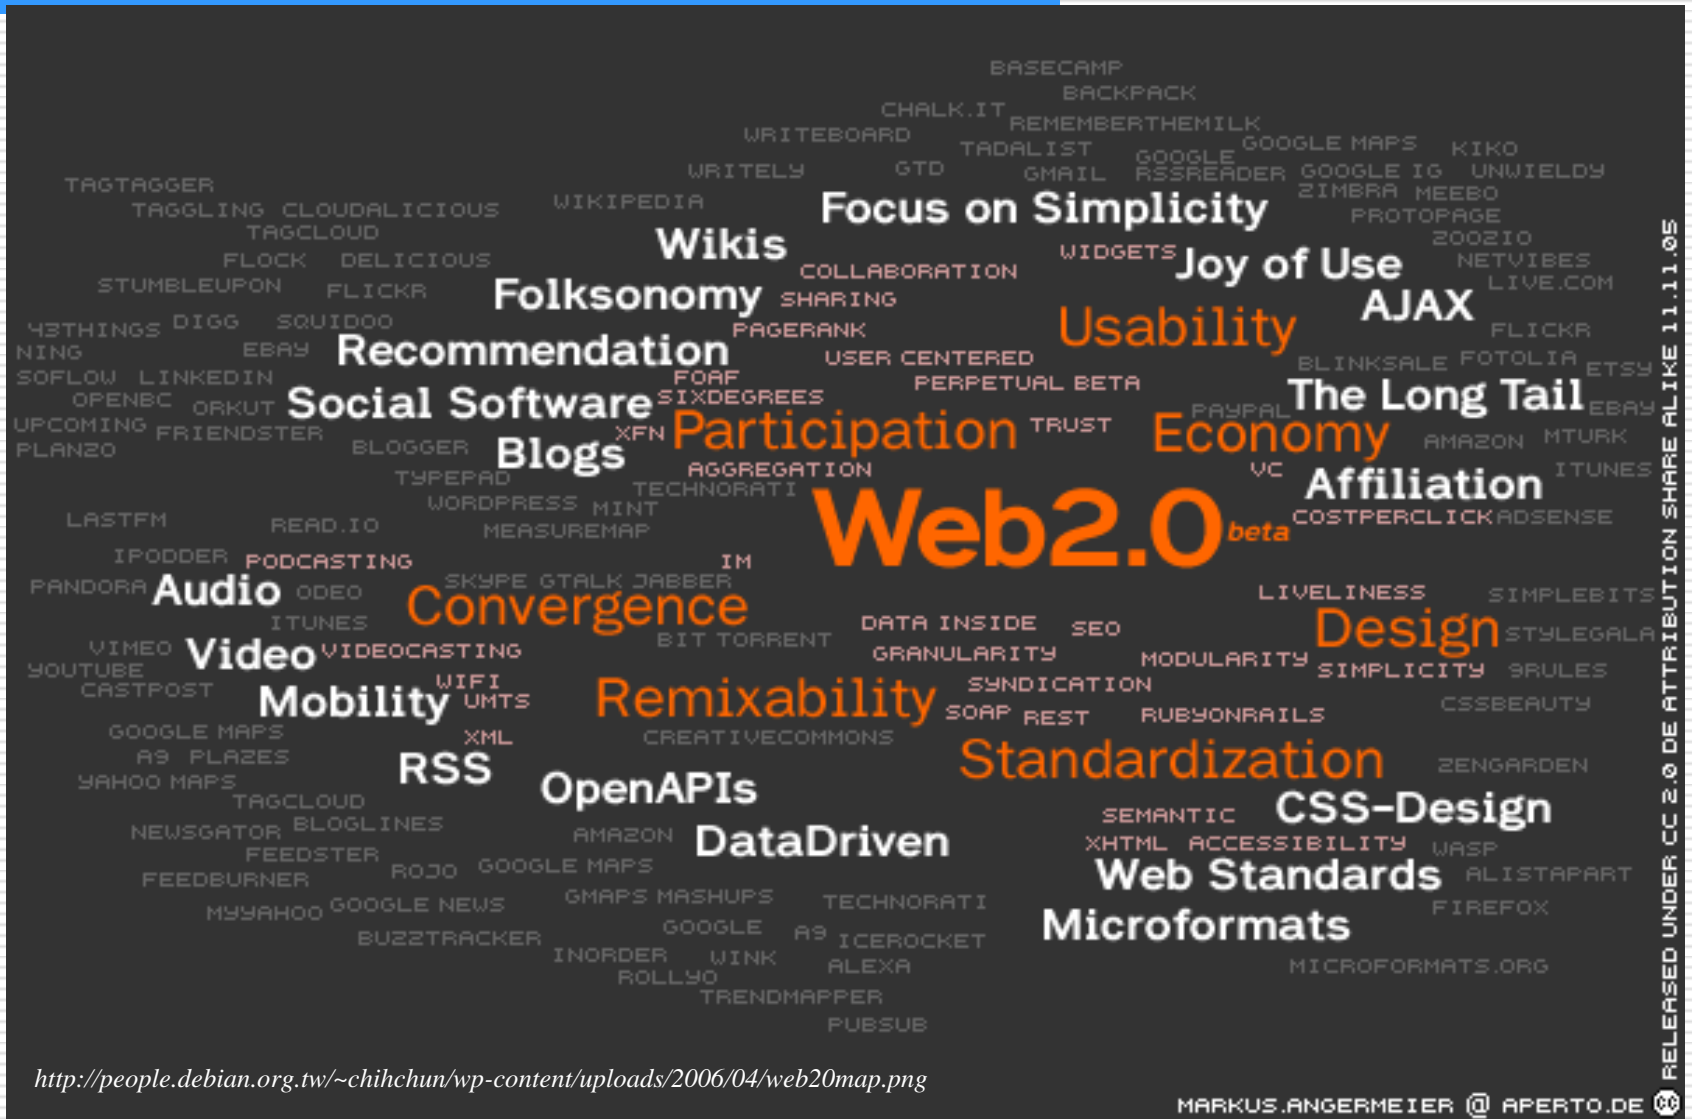 BASECAMP
BACKPACK
CHALK.IT
REMEMBERTHEMILK
WRITEBOARD
TADALIST
GOOGLE MAPS
KIKO
GOOGLE
RSSREADER
WRITELY
GTD
GMAIL
GOOGLE IG
UNWIELDY
TAGTAGGER
ZIMBRA
MEEBO
WIKIPEDIA
Focus on Simplicity
TAGGLING
CLOUDALICIOUS
PROTOPAGE
TAGCLOUD
Wikis
WIDGETS
ZOOZIO
FLOCK
DELICIOUS
COLLABORATION
Joy of Use
NETVIBES
STUMBLEUPON
FLICKR
Folksonomy
SHARING
LIVE.COM
AJAX
43THINGS
DIGG
SQUIDOO
PAGERANK
Usability
FLICKR
NING
EBAY
Recommendation
USER CENTERED
BLINKSALE
FOTOLIA
ETSY
SOFLOW
LINKEDIN
FOAF
PERPETUAL BETA
OPENBC
ORKUT
Social Software
SIXDEGREES
PAYPAL
The Long Tail
EBAY
UPCOMING
FRIENDSTER
XFN
Participation
TRUST
Economy
AMAZON
MTURK
PLANZO
BLOGGER
Blogs
AGGREGATION
VC
ITUNES
TYPEPAD
TECHNORATI
Affiliation
WORDPRESS
MINT
LASTFM
READ.IO
MEASUREMAP
Web2.0
beta
COSTPERCLICK
ADSENSE
IPODDER
PODCASTING
IM
PANDORA
Audio
ODEO
SKYPE GTALK JABBER
Convergence
LIVELINESS
SIMPLEBITS
ITUNES
BIT TORRENT
DATA INSIDE
SEO
Design
STYLEGALA
VIMEO
Video
VIDEOCASTING
GRANULARITY
MODULARITY
SIMPLICITY
9RULES
YOUTUBE
CASTPOST
WIFI
SYNDICATION
Mobility
UMTS
Remixability
SOAP
REST
RUBYONRAILS
CSSBEAUTY
GOOGLE MAPS
XML
CREATIVECOMMONS
A9
PLAZES
RSS
Standardization
ZENGARDEN
YAHOO MAPS
OpenAPIs
TAGCLOUD
SEMANTIC
CSS-Design
NEWSGATOR
BLOGLINES
AMAZON
DataDriven
XHTML
ACCESSIBILITY
WASP
FEEDSTER
ROJO
GOOGLE MAPS
Web Standards
ALISTAPART
FEEDBURNER
GMAPS MASHUPS
TECHNORATI
FIREFOX
MYYAHOO
GOOGLE NEWS
GOOGLE
A9
Microformats
BUZZTRACKER
ICEROCKET
INORDER
WINK
ALEXA
MICROFORMATS.ORG
ROLLYO
TRENDMAPPER
PUBSUB
http://people.debian.org.tw/~chihchun/wp-content/uploads/2006/04/web20map.png
MARKUS.ANGERMEIER @ APERTO.DE
RELEASED UNDER CC 2.0 DE ATTRIBUTION SHARE ALIKE 11.11.05